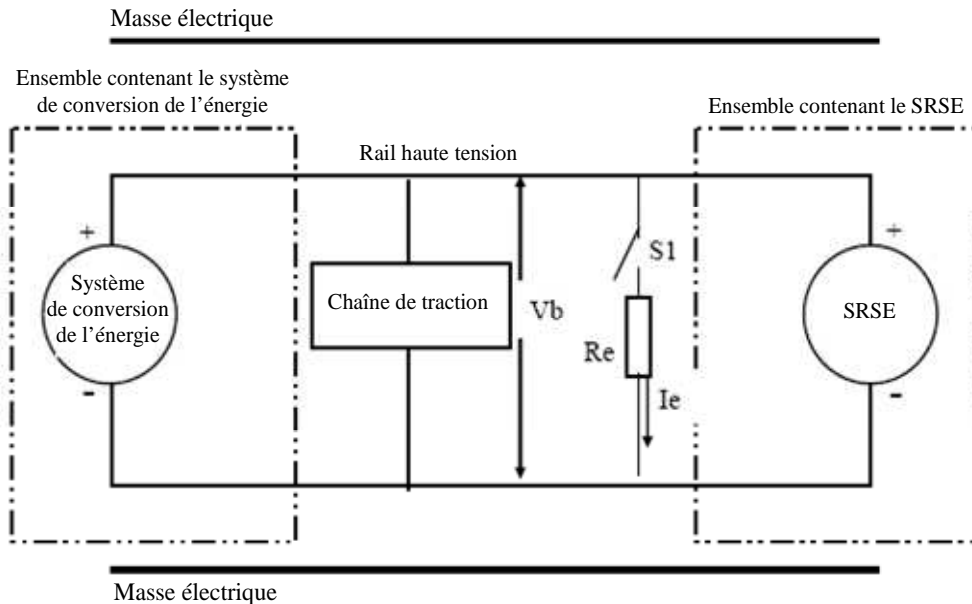 Masse électrique
Ensemble contenant le système
de conversion de l'énergie
Ensemble contenant le SRSE
Rail haute tension
+
+
S1
Système
de conversion
de l'énergie
Chaîne de traction
Vb
SRSE
Re
Ie
-
-
Masse électrique